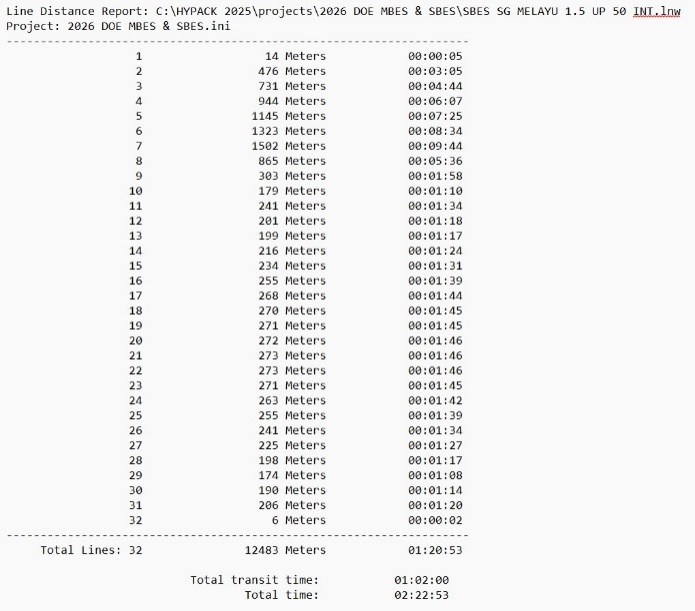 Line Distance Report: C:\HYPACK 2025\projects\2026 DOE MBES & SBES\SBES SG MELAYU 1.5 UP 50 INT.lnw
Project: 2026 DOE MBES & SBES.ini
--------------------------------------------------------------------
1 14 Meters 00:00:05
2 476 Meters 00:03:05
3 731 Meters 00:04:44
4 944 Meters 00:06:07
5 1145 Meters 00:07:25
6 1323 Meters 00:08:34
7 1502 Meters 00:09:44
8 865 Meters 00:05:36
9 303 Meters 00:01:58
10 179 Meters 00:01:10
11 241 Meters 00:01:34
12 201 Meters 00:01:18
13 199 Meters 00:01:17
14 216 Meters 00:01:24
15 234 Meters 00:01:31
16 255 Meters 00:01:39
17 268 Meters 00:01:44
18 270 Meters 00:01:45
19 271 Meters 00:01:45
20 272 Meters 00:01:46
21 273 Meters 00:01:46
22 273 Meters 00:01:46
23 271 Meters 00:01:45
24 263 Meters 00:01:42
25 255 Meters 00:01:39
26 241 Meters 00:01:34
27 225 Meters 00:01:27
28 198 Meters 00:01:17
29 174 Meters 00:01:08
30 190 Meters 00:01:14
31 206 Meters 00:01:20
32 6 Meters 00:00:02
--------------------------------------------------------------------
Total Lines: 32 12483 Meters 01:20:53
Total transit time: 01:02:00
Total time: 02:22:53